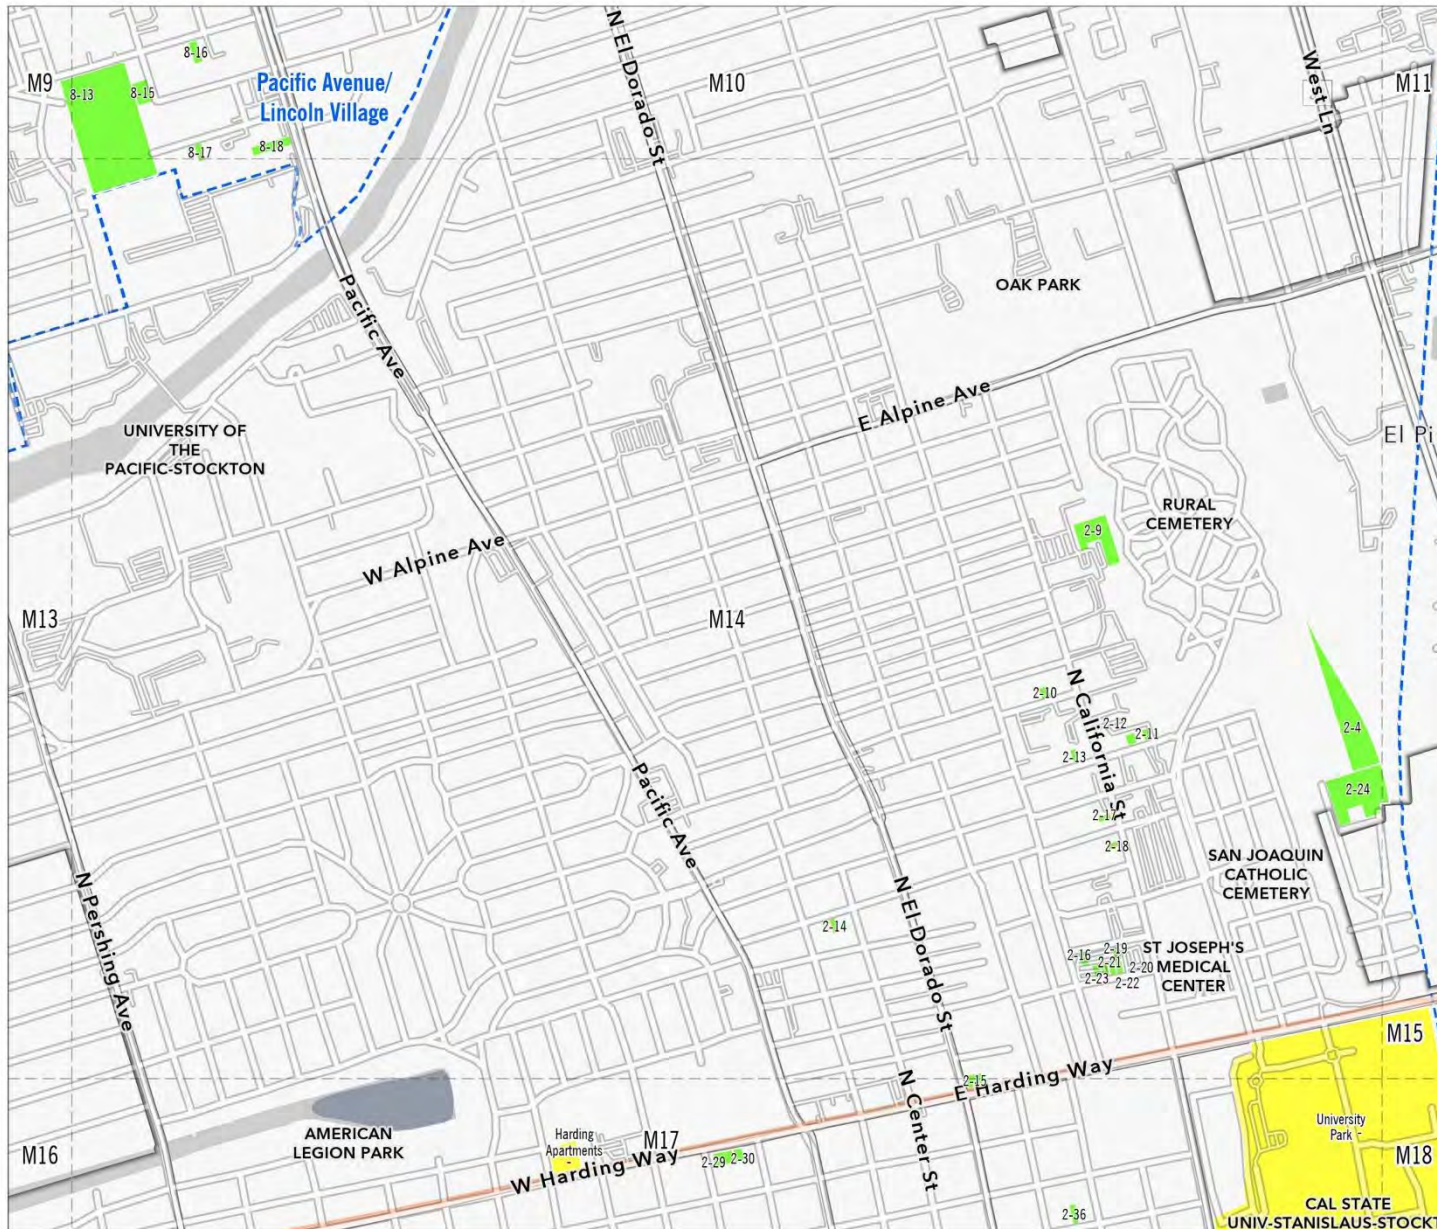 N El Dorado St
8-16
M9
Pacific Avenue/
Lincoln Village
M10
West Ln
M11
8-13
8-15
8-17
8-18
OAK PARK
Pacific Ave
E Alpine Ave
UNIVERSITY OF
THE
PACIFIC-STOCKTON
El Pi
RURAL
CEMETERY
2-9
W Alpine Ave
M13
M14
2-10
N California St
2-12
2-11
2-13
2-4
Pacific Ave
2-24
2-17
2-18
SAN JOAQUIN
CATHOLIC
CEMETERY
N Pershing Ave
N El Dorado St
2-14
2-16
2-19
2-21
2-20
2-23
2-22
ST JOSEPH'S
MEDICAL
CENTER
M15
2-15
E Harding Way
N Center St
AMERICAN
LEGION PARK
Harding
Apartments
M16
M17
W Harding Way
2-29
2-30
University
Park
M18
2-36
CAL STATE
UNIV-STANISLAUS-STOCKT